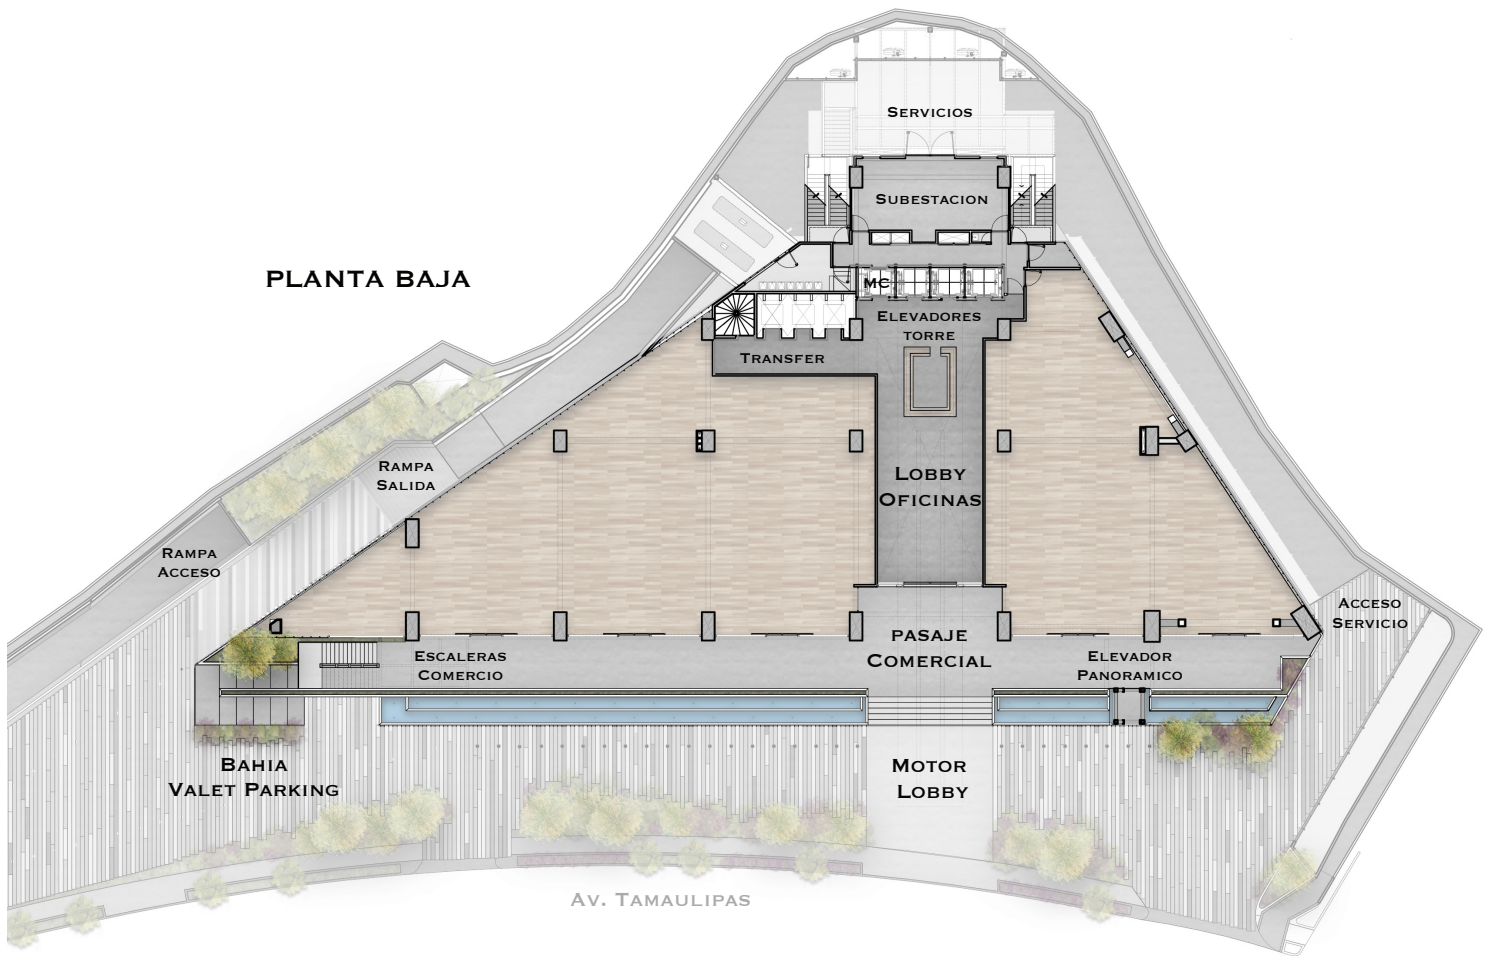 SERVICIOS
SUBESTACION
PLANTA BAJA
MC
ELEVADORES
TORRE
TRANSFER
RAMPA
SALIDA
LOBBY
OFICINAS
RAMPA
ACCESO
ACCESO
SERVICIO
ESCALERAS
COMERCIO
PASAJE
COMERCIAL
ELEVADOR
PANORAMICO
BAHIA
VALET PARKING
MOTOR
LOBBY
AV. TAMAULIPAS